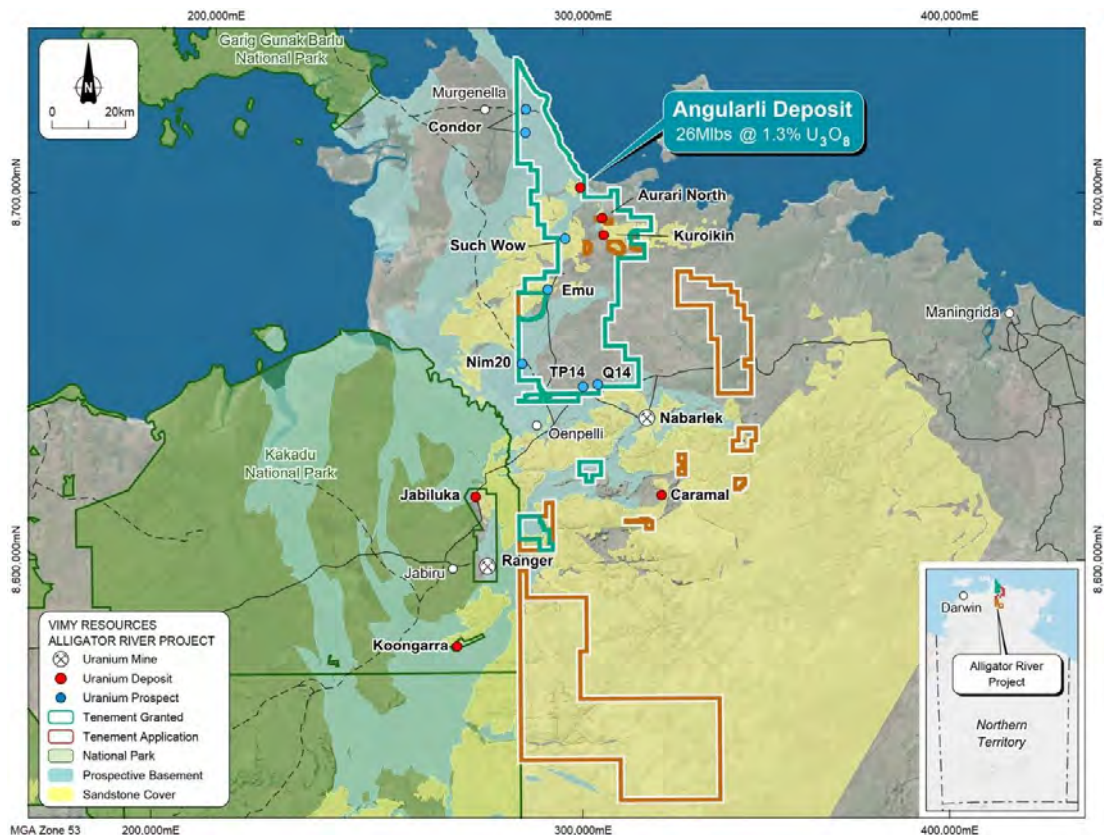 200,000mE
300,000mE
400,000mE
N
0
20km
Garig Gunak Barlu
National Park
Murgenella
Condor
Angularli Deposit
26Mlbs @ 1.3% U3O8
8,700,000mN
8,700,000mN
Aurari North
Kuroikin
Such Wow
Emu
Maningrida
Nim20
TP14
Q14
Nabarlek
Oenpelli
Kakadu
National Park
Jabiluka
Caramal
8,600,000mN
8,600,000mN
Ranger
Jabiru
Koongarra
VIMY RESOURCES
ALLIGATOR RIVER PROJECT
Uranium Mine
Uranium Deposit
Uranium Prospect
Tenement Granted
Tenement Application
National Park
Prospective Basement
Sandstone Cover
Darwin
Alligator River
Project
Northern
Territory
MGA Zone 53
200,000mE
300,000mE
400,000mE